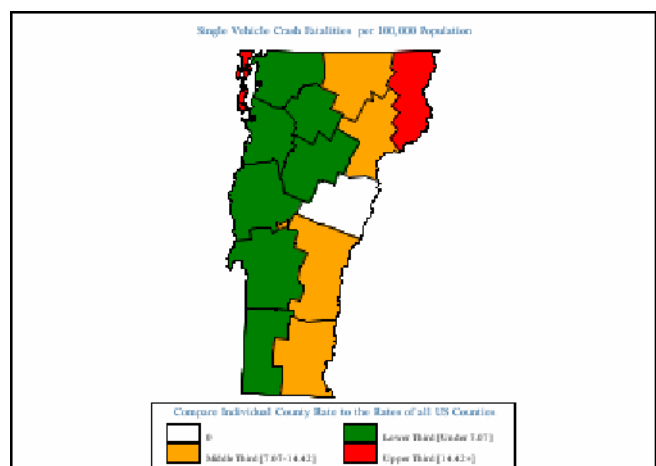 Single Vehicle Crash Fatalities per 100,000 Population
Compare Individual County Rate to the Rates of all US Counties
0
Lower Third [Under 7.07]
Middle Third [7.07-14.42]
Upper Third [14.42+]